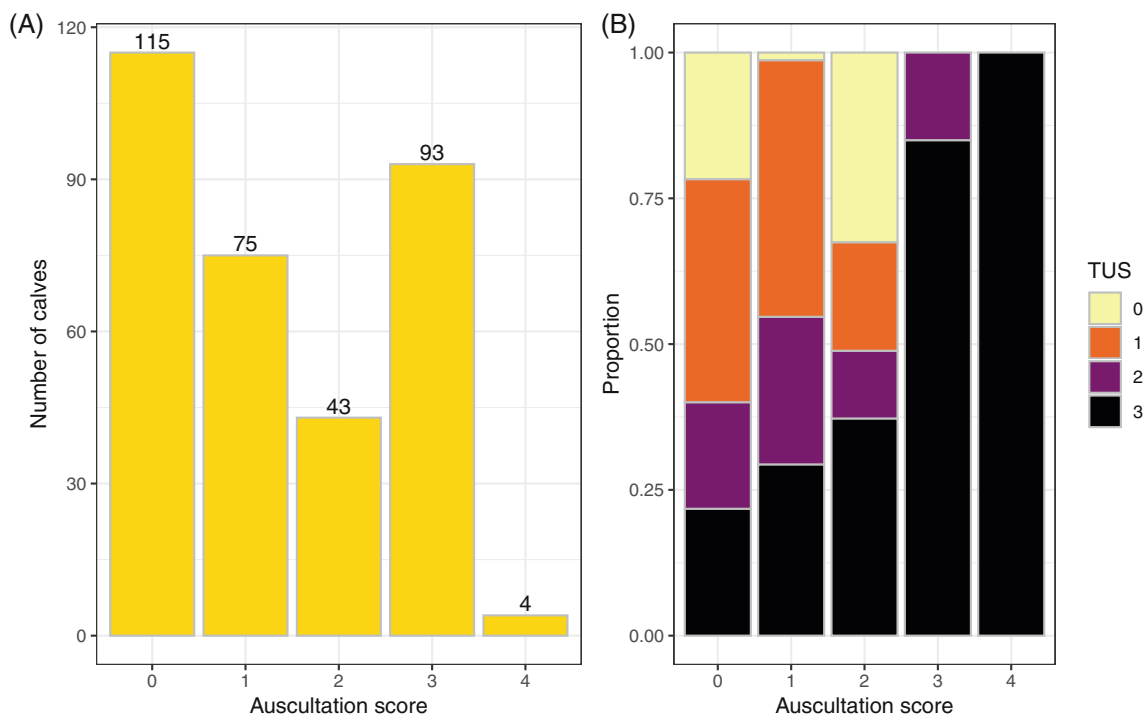 (A)
120
90
60
30
0
Number of calves
115
75
43
93
4
0 1 2 3 4
Auscultation score
(B)
1.00
0.75
0.50
0.25
0.00
Proportion
0 1 2 3 4
Auscultation score
TUS
0
1
2
3